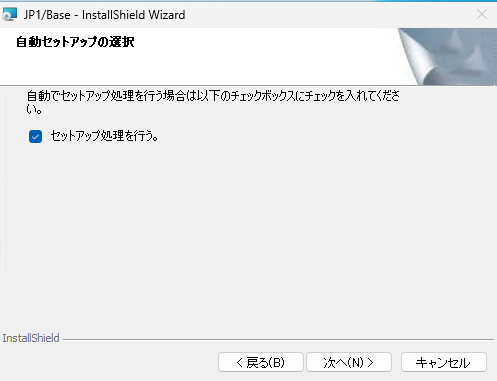 JP1/Base - InstallShield Wizard
自動セットアップの選択
自動でセットアップ処理を行う場合は以下のチェックボックスにチェックを入れてくださ
い。
セットアップ処理を行う。
InstallShield
< 戻る(B)
次へ(N) >
キャンセル